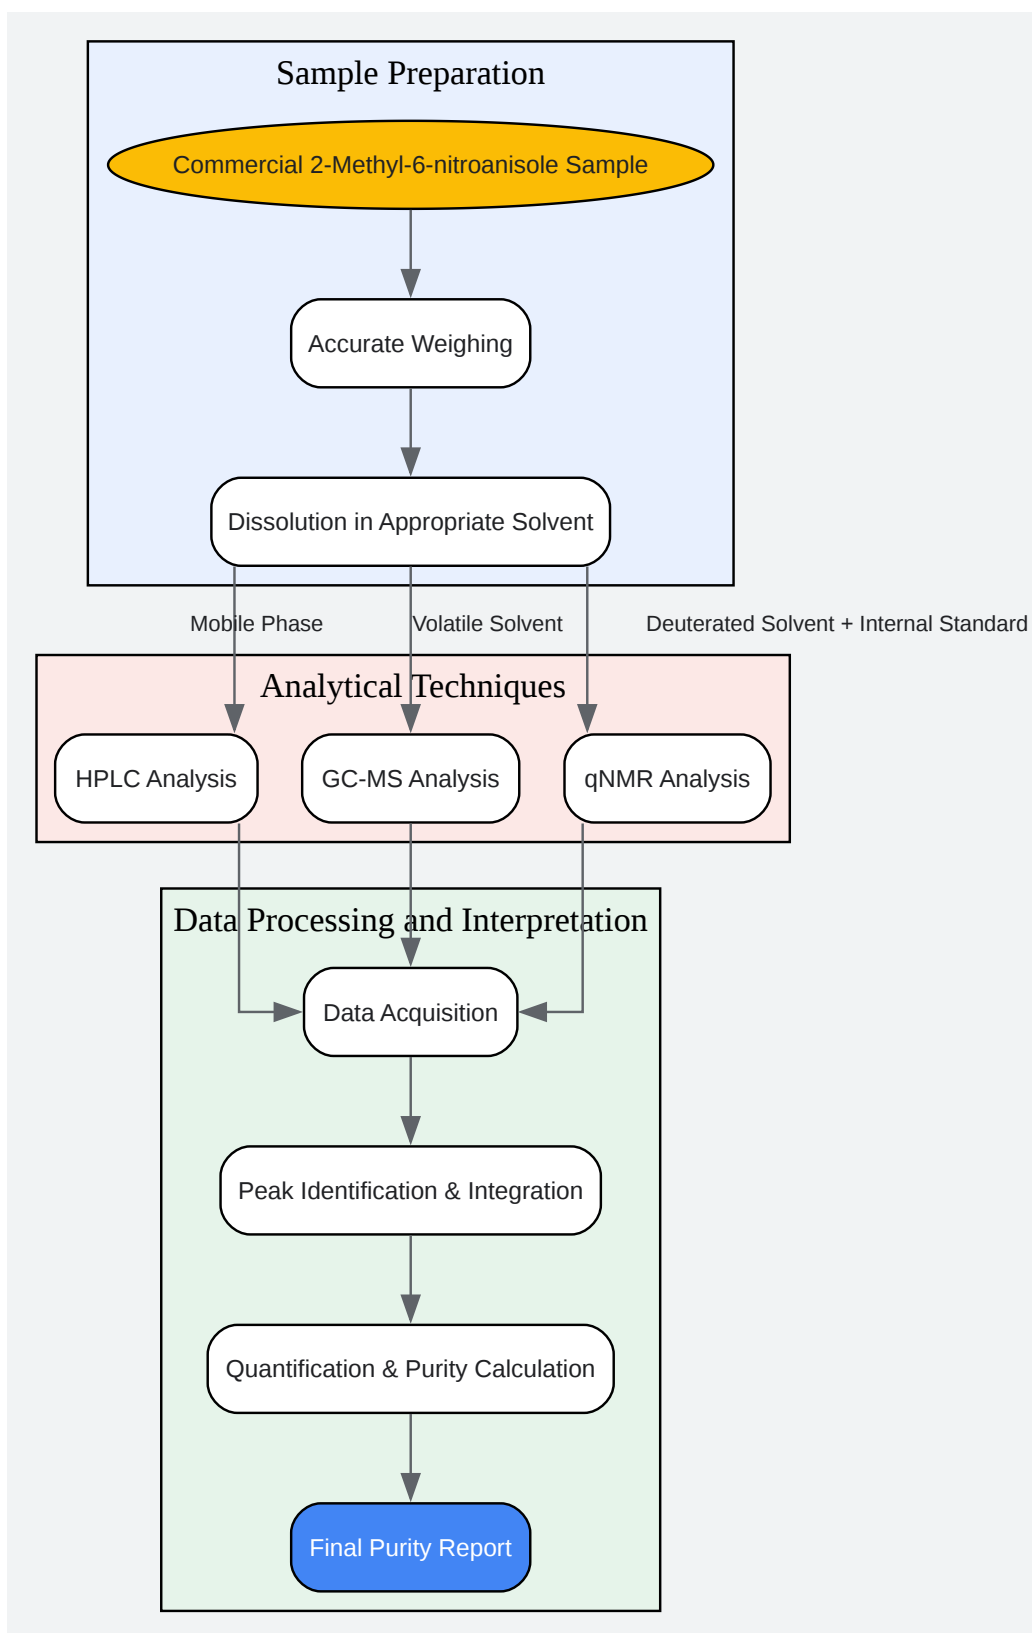 Sample Preparation
Commercial 2-Methyl-6-nitroanisole Sample
Accurate Weighing
Dissolution in Appropriate Solvent
Mobile Phase
Volatile Solvent
Deuterated Solvent + Internal Standard
Analytical Techniques
HPLC Analysis
GC-MS Analysis
qNMR Analysis
Data Processing and Interpretation
Data Acquisition
Peak Identification & Integration
Quantification & Purity Calculation
Final Purity Report